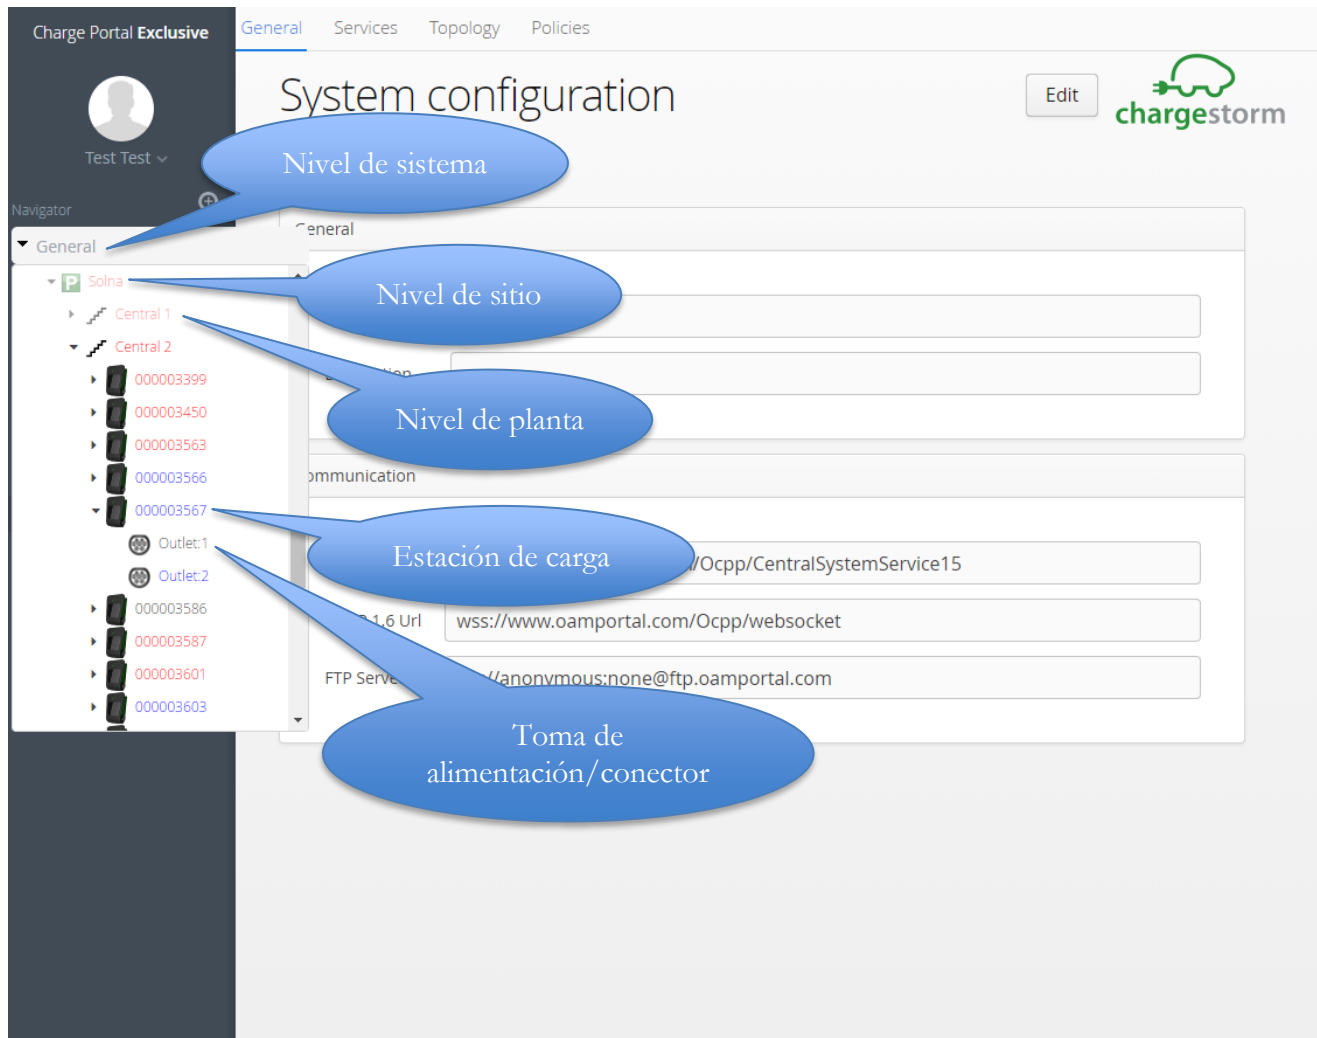 Charge Portal Exclusive
General Services Topology Policies
System configuration
Edit
chargestorm
Test Test
Nivel de sistema
Navigator
General
General
Solna
Nivel de sitio
Central 1
Central 2
000003399
Nivel de planta
000003450
000003563
000003566
ommunication
000003567
Estación de carga
Outlet:1
/Ocpp/CentralSystemService15
Outlet:2
000003586
1.6 Url
wss://www.oamportal.com/Ocpp/websocket
000003587
000003601
FTP Serve
//anonymous:none@ftp.oamportal.com
000003603
Toma de
alimentación/conector